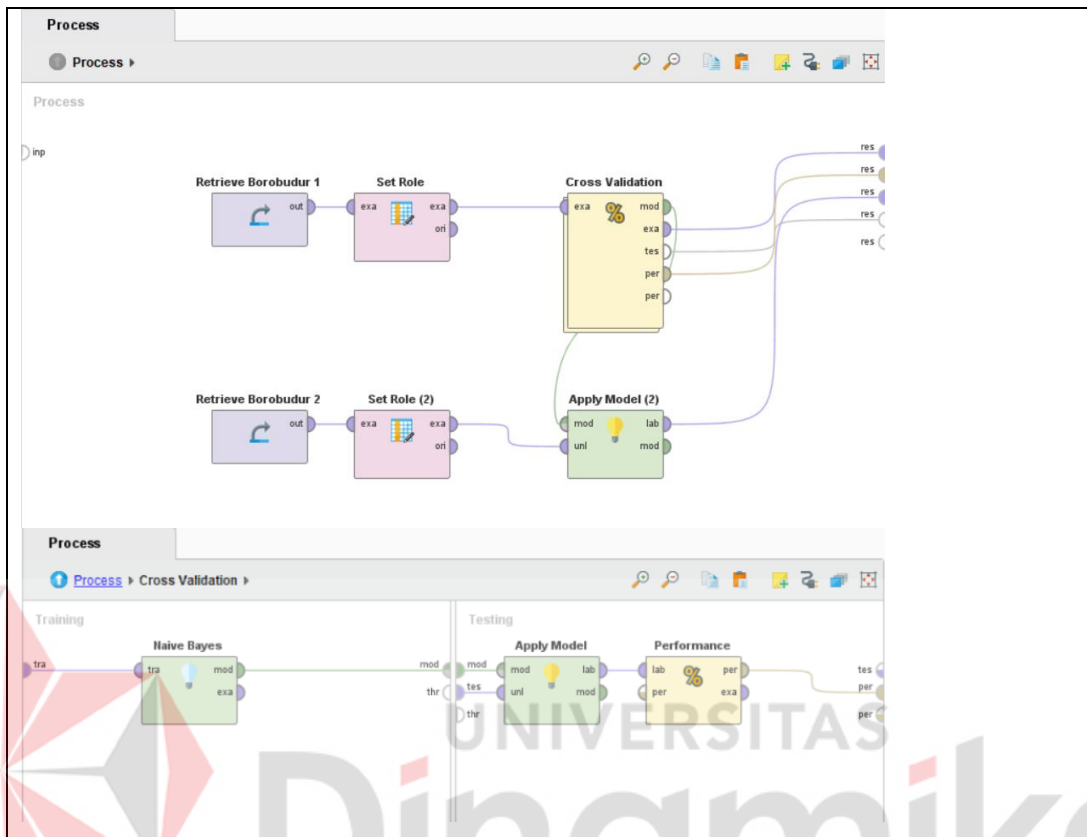 Process
Process
Process
inp
Retrieve Borobudur 1
out
Set Role
exa exa
ori
Cross Validation
exa mod
exa
tes
per
per
res
res
res
res
res
Retrieve Borobudur 2
out
Set Role (2)
exa exa
ori
Apply Model (2)
mod lab
unl mod
Process
Process Cross Validation
Training
tra
Naive Bayes
tra mod
exa
mod
thr
Testing
mod
tes
thr
Apply Model
mod lab
unl mod
Performance
lab per
per exa
tes
per
per
UNIVERSITAS
Dinamika